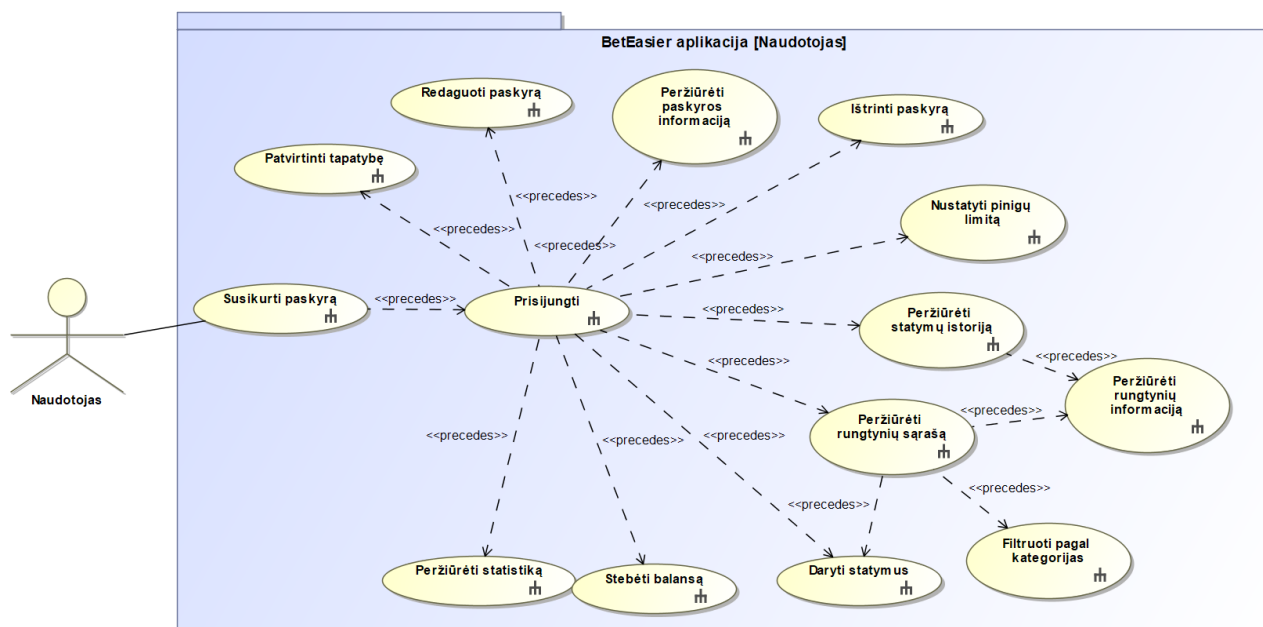 BetEasier aplikacija [Naudotojas]
Redaguoti paskyrą
Peržiūrėti
paskyros
informaciją
Ištrinti paskyrą
Patvirtinti tapatybę
<<precedes>>
<<precedes>>
<<precedes>>
<<precedes>>
Nustatyti pinigų
limitą
<<precedes>>
Susikurti paskyrą
<<precedes>>
Prisijungti
<<precedes>>
Peržiūrėti
statymų istoriją
Naudotojas
<<precedes>>
<<precedes>>
Peržiūrėti
rungtynių
informaciją
Peržiūrėti
rungtynių sąrašą
<<precedes>>
<<precedes>>
<<precedes>>
<<precedes>>
<<precedes>>
Peržiūrėti statistiką
Stebėti balansą
Daryti statymus
Filtruoti pagal
kategorijas